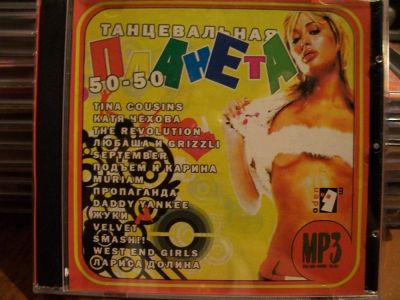 ТАНЦЕВАЛЬНАЯ
ПЛАНЕТА
50-50
TINA COUSINS
КАТЯ ЧЕХОВА
THE REVOLUTION
ЛЮБАША И GRIZZLI
SEPTEMBER
ПОДЪЕМ И КАРИНА
MURIAM
ПРОПАГАНДА
DADDY YANKEE
ЖУКИ
VELVET
SMASH!!
WEST END GIRLS
ЛАРИСА ДОЛИНА
MP3